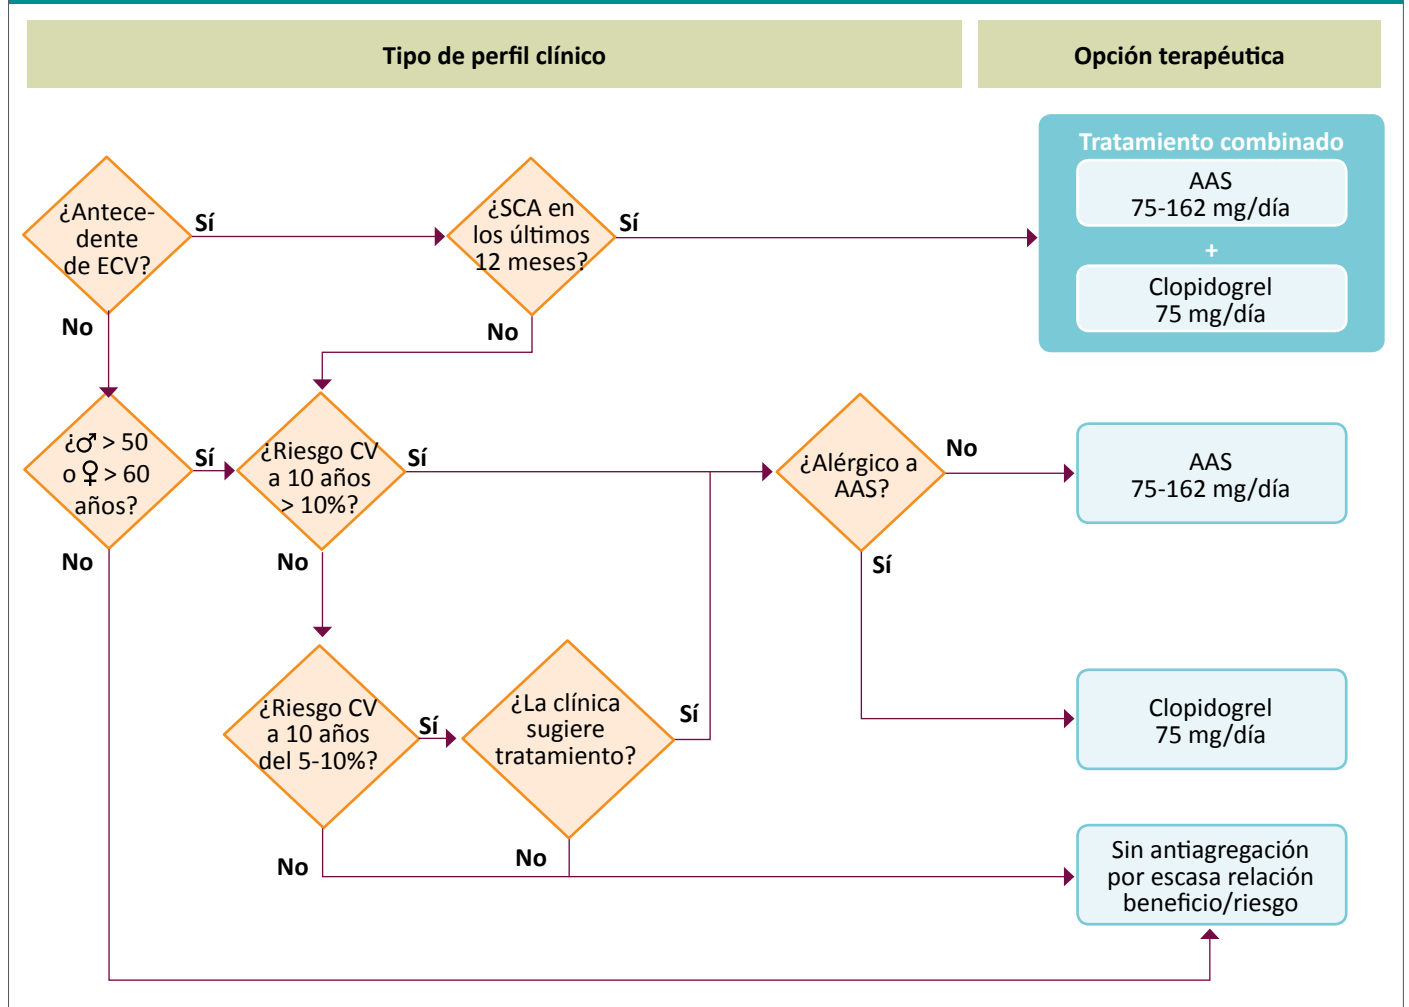 Tipo de perfil clínico
Opción terapéutica
Tratamiento combinado
AAS
75-162 mg/día
+
Clopidogrel
75 mg/día
¿Antece-
dente
de ECV?
Sí
¿SCA en
los últimos
12 meses?
Sí
No
No
¿♂ > 50
o ♀ > 60
años?
Sí
¿Riesgo CV
a 10 años
> 10%?
Sí
¿Alérgico a
AAS?
No
AAS
75-162 mg/día
No
No
Sí
¿Riesgo CV
a 10 años
del 5-10%?
Sí
¿La clínica
sugiere
tratamiento?
Sí
Clopidogrel
75 mg/día
No
No
Sin antiagregación
por escasa relación
beneficio/riesgo